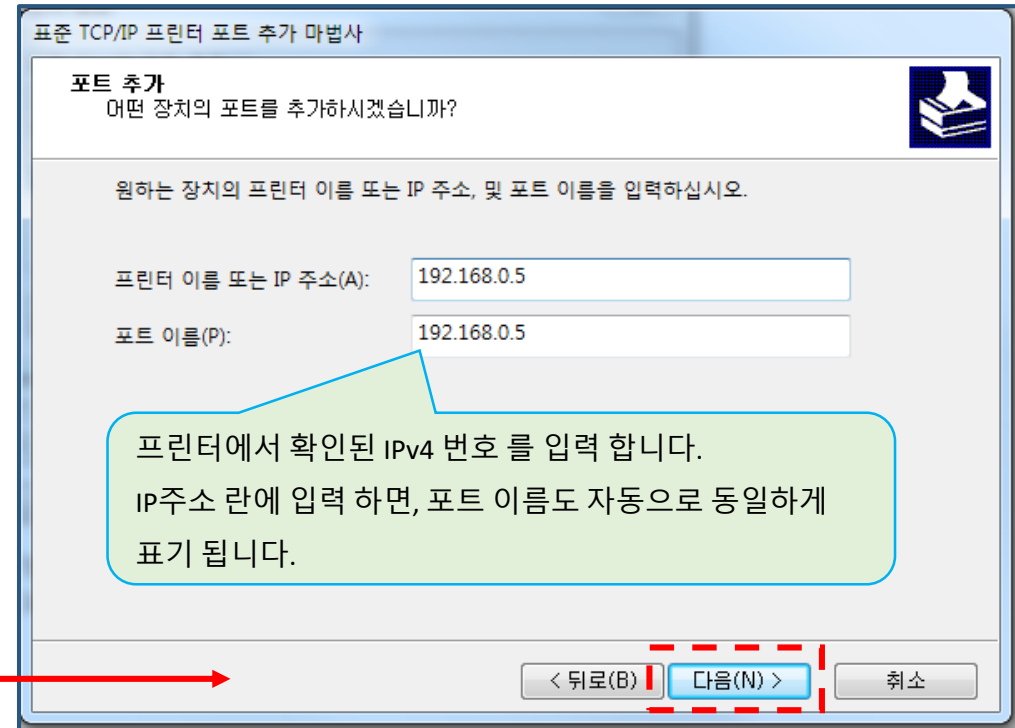 표준 TCP/IP 프린터 포트 추가 마법사
포트 추가
어떤 장치의 포트를 추가하시겠습니까?
원하는 장치의 프린터 이름 또는 IP 주소, 및 포트 이름을 입력하십시오.
프린터 이름 또는 IP 주소(A): 192.168.0.5
포트 이름(P): 192.168.0.5
프린터에서 확인된 IPv4 번호 를 입력 합니다.
IP주소 란에 입력 하면, 포트 이름도 자동으로 동일하게
표기 됩니다.
< 뒤로(B) 다음(N) > 취소